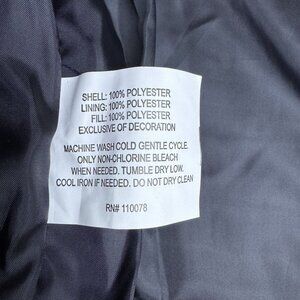 SHELL: 100% POLYESTER
LINING: 100% POLYESTER
FILL: 100% POLYESTER
EXCLUSIVE OF DECORATION
MACHINE WASH COLD GENTLE CYCLE.
ONLY NON-CHLORINE BLEACH
WHEN NEEDED. TUMBLE DRY LOW.
COOL IRON IF NEEDED. DO NOT DRY CLEAN
RN# 110078